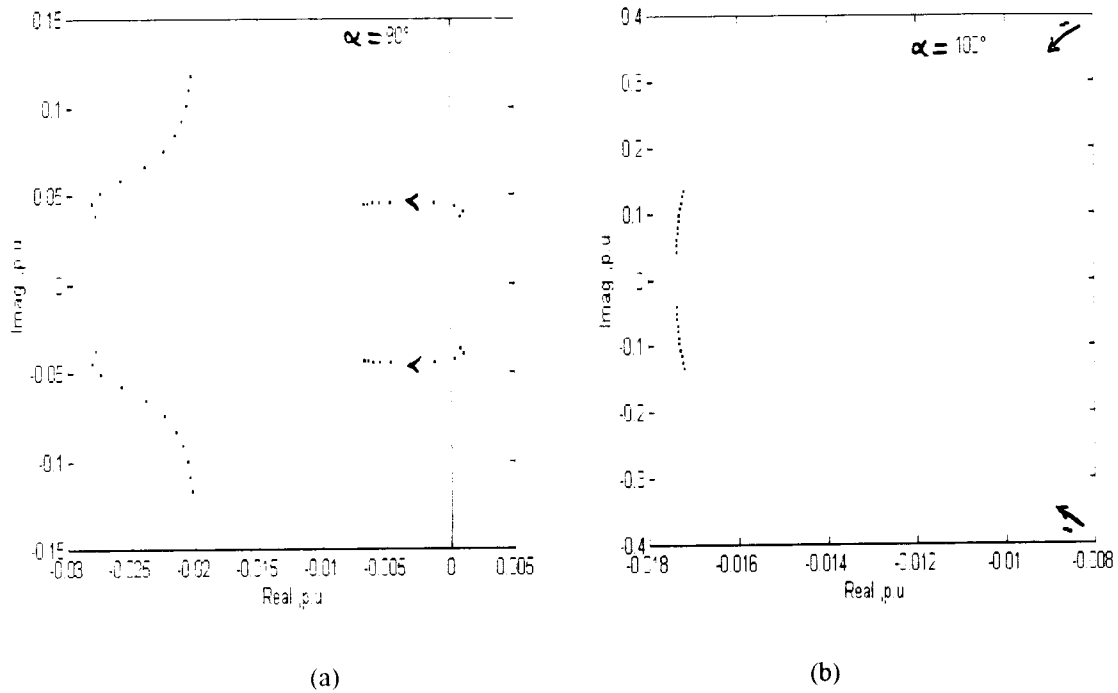 0.15
α = 90°
0.1
0.05
0
-0.05
-0.1
-0.15
Imag.,p.u
-0.03 -0.025 -0.02 -0.015 -0.01 -0.005 0 0.005
Real ,p.u
(a)
0.4
α = 100°
0.3
0.2
0.1
0
-0.1
-0.2
-0.3
-0.4
Imag.,p.u
-0.018 -0.016 -0.014 -0.012 -0.01 -0.008
Real ,p.u
(b)